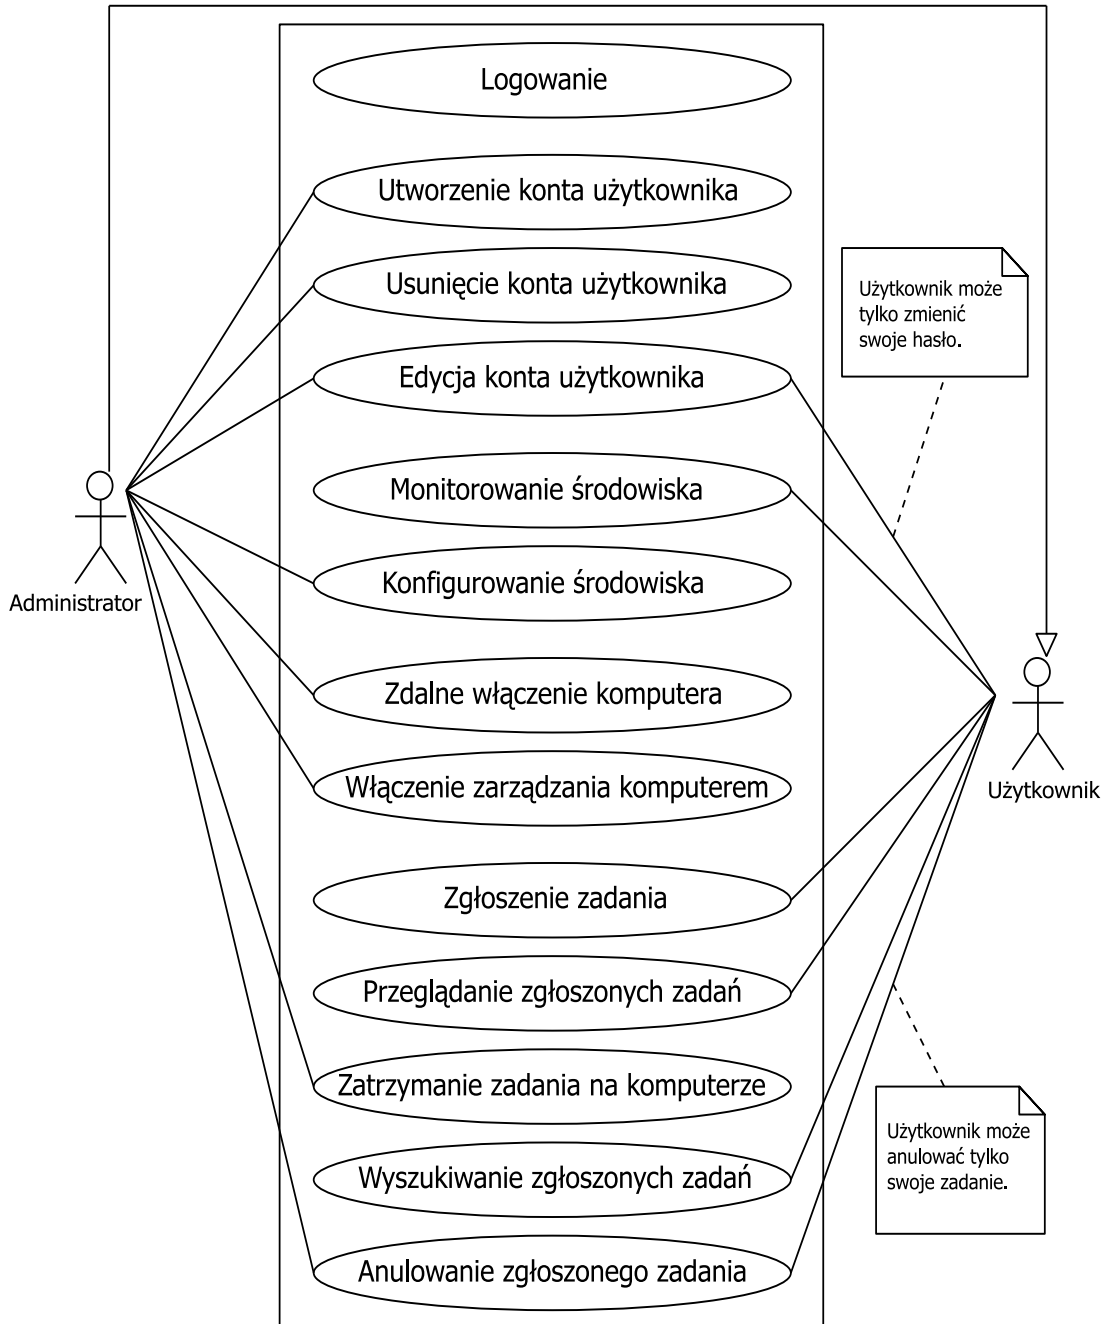 Logowanie
Utworzenie konta użytkownika
Usunięcie konta użytkownika
Użytkownik może
tylko zmienić
swoje hasło.
Edycja konta użytkownika
Monitorowanie środowiska
Konfigurowanie środowiska
Administrator
Zdalne włączenie komputera
Włączenie zarządzania komputerem
Użytkownik
Zgłoszenie zadania
Przeglądanie zgłoszonych zadań
Zatrzymanie zadania na komputerze
Użytkownik może
anulować tylko
swoje zadanie.
Wyszukiwanie zgłoszonych zadań
Anulowanie zgłoszonego zadania